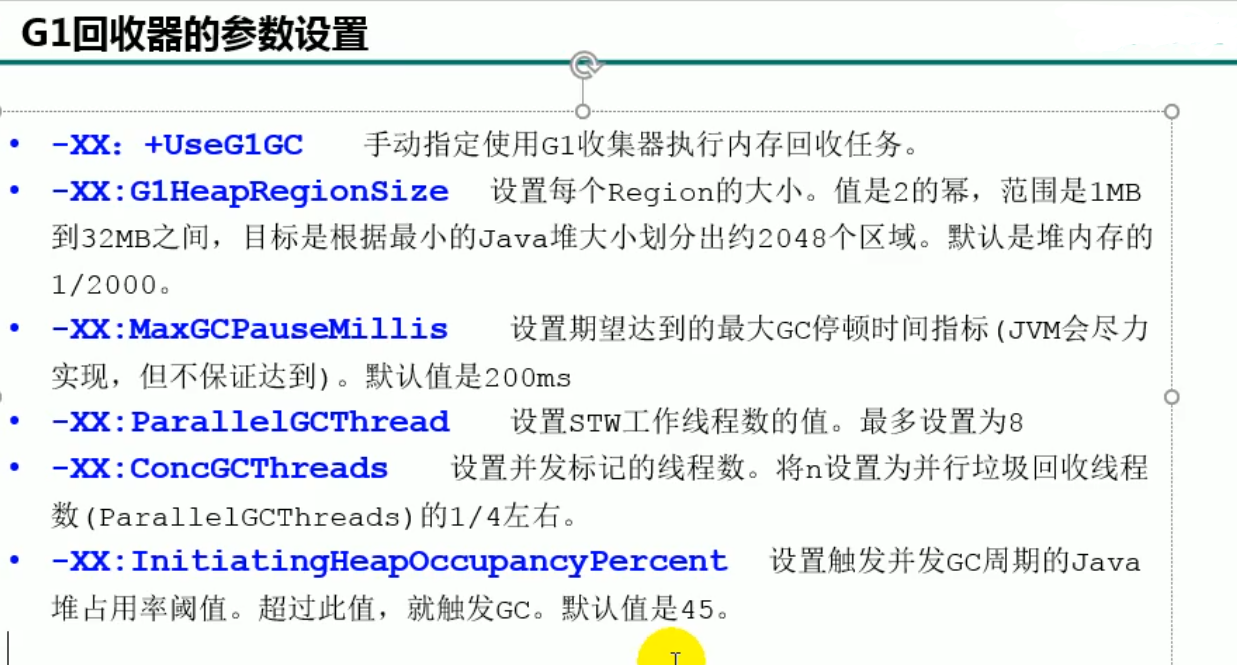 G1回收器的参数设置
• -XX：+UseG1GC 手动指定使用G1收集器执行内存回收任务。
• -XX:G1HeapRegionSize 设置每个Region的大小。值是2的幂，范围是1MB
到32MB之间，目标是根据最小的Java堆大小划分出约2048个区域。默认是堆内存的
1/2000。
• -XX:MaxGCPauseMillis 设置期望达到的最大GC停顿时间指标(JVM会尽力
实现，但不保证达到)。默认值是200ms
• -XX:ParallelGCThread 设置STW工作线程数的值。最多设置为8
• -XX:ConcGCThreads 设置并发标记的线程数。将n设置为并行垃圾回收线程
数(ParallelGCThreads)的1/4左右。
• -XX:InitiatingHeapOccupancyPercent 设置触发并发GC周期的Java
堆占用率阈值。超过此值，就触发GC。默认值是45。